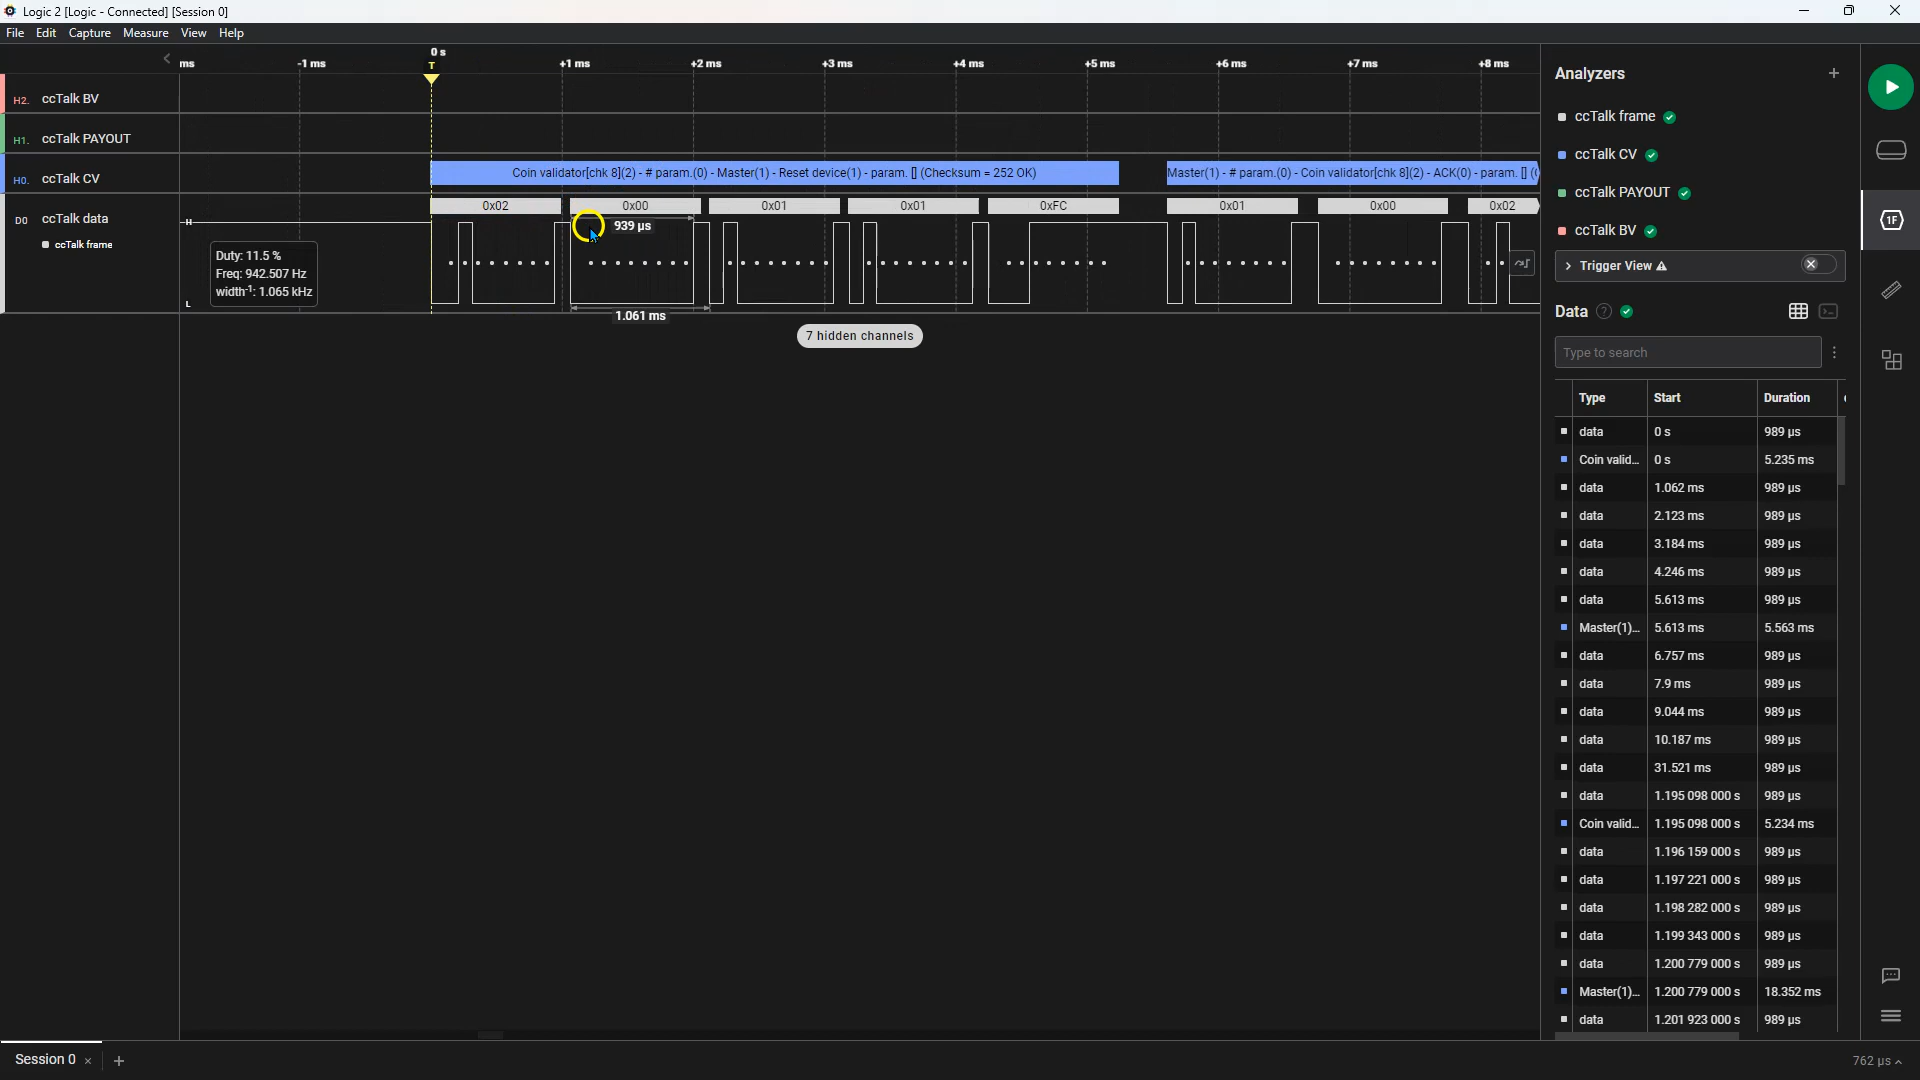 Logic 2 [Logic - Connected] [Session 0]
File Edit Capture Measure View Help
0 s
ms -1 ms T +1 ms +2 ms +3 ms +4 ms +5 ms +6 ms +7 ms +8 ms
H2. ccTalk BV
H1. ccTalk PAYOUT
H0. ccTalk CV
Coin validator[chk 8](2) - # param.(0) - Master(1) - Reset device(1) - param. [] (Checksum = 252 OK)
Master(1) - # param.(0) - Coin validator[chk 8](2) - ACK(0) - param. [] (
D0 ccTalk data
ccTalk frame
0x02 0x00 0x01 0x01 0xFC 0x01 0x00 0x02
H
939 µs
Duty: 11.5 %
Freq: 942.507 Hz
width-1: 1.065 kHz
L
1.061 ms
7 hidden channels
Analyzers
ccTalk frame
ccTalk CV
ccTalk PAYOUT
ccTalk BV
Trigger View
Data ?
Type to search
Type Start Duration
data 0 s 989 µs
Coin valid... 0 s 5.235 ms
data 1.062 ms 989 µs
data 2.123 ms 989 µs
data 3.184 ms 989 µs
data 4.246 ms 989 µs
data 5.613 ms 989 µs
Master(1)... 5.613 ms 5.563 ms
data 6.757 ms 989 µs
data 7.9 ms 989 µs
data 9.044 ms 989 µs
data 10.187 ms 989 µs
data 31.521 ms 989 µs
data 1.195 098 000 s 989 µs
Coin valid... 1.195 098 000 s 5.234 ms
data 1.196 159 000 s 989 µs
data 1.197 221 000 s 989 µs
data 1.198 282 000 s 989 µs
data 1.199 343 000 s 989 µs
data 1.200 779 000 s 989 µs
Master(1)... 1.200 779 000 s 18.352 ms
data 1.201 923 000 s 989 µs
1F
Session 0
762 µs